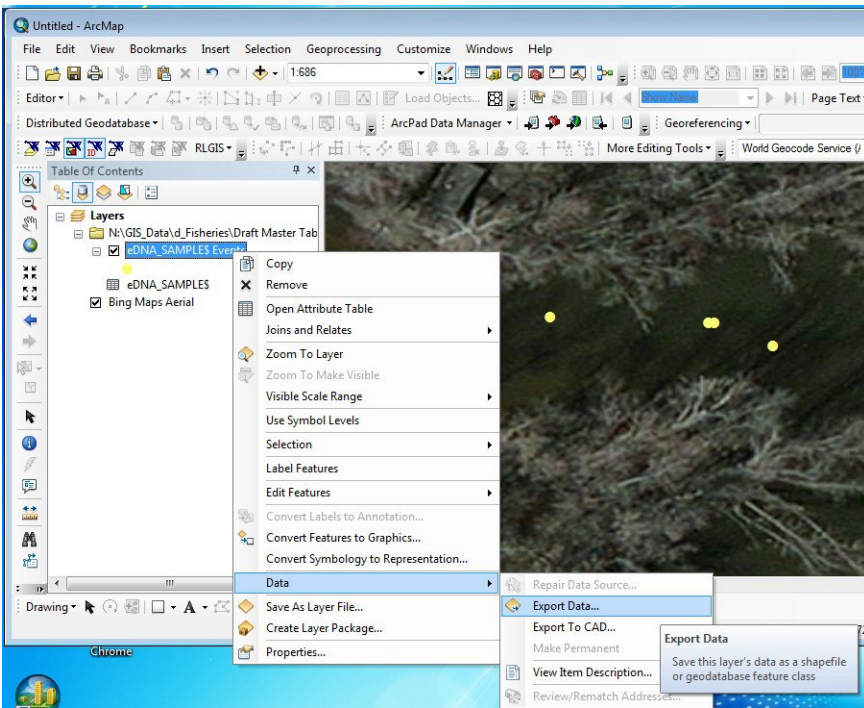 Untitled - ArcMap
File Edit View Bookmarks Insert Selection Geoprocessing Customize Windows Help
1:686
Editor Load Objects... Show Name Page Text
Distributed Geodatabase ArcPad Data Manager Georeferencing
ID RLGIS More Editing Tools World Geocode Service (
Table Of Contents
Layers
N:\GIS_Data\d_Fisheries\Draft Master Tab
eDNA_SAMPLE$ Events
eDNA_SAMPLE$
Bing Maps Aerial
Copy
Remove
Open Attribute Table
Joins and Relates
Zoom To Layer
Zoom To Make Visible
Visible Scale Range
Use Symbol Levels
Selection
Label Features
Edit Features
Convert Labels to Annotation...
Convert Features to Graphics...
Convert Symbology to Representation...
Data
Save As Layer File...
Create Layer Package...
Properties...
Repair Data Source...
Export Data...
Export To CAD...
Make Permanent
View Item Description...
Review/Rematch Addresses...
Export Data
Save this layer's data as a shapefile
or geodatabase feature class
Drawing A
Chrome